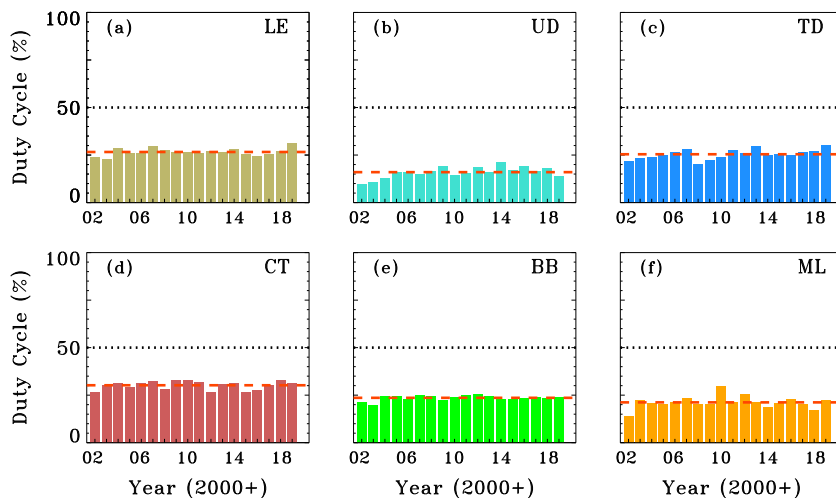 100 (a) LE (b) UD (c) TD
Duty Cycle (%)
50
0
02 06 10 14 18 02 06 10 14 18 02 06 10 14 18
100 (d) CT (e) BB (f) ML
Duty Cycle (%)
50
0
02 06 10 14 18 02 06 10 14 18 02 06 10 14 18
Year (2000+) Year (2000+) Year (2000+)